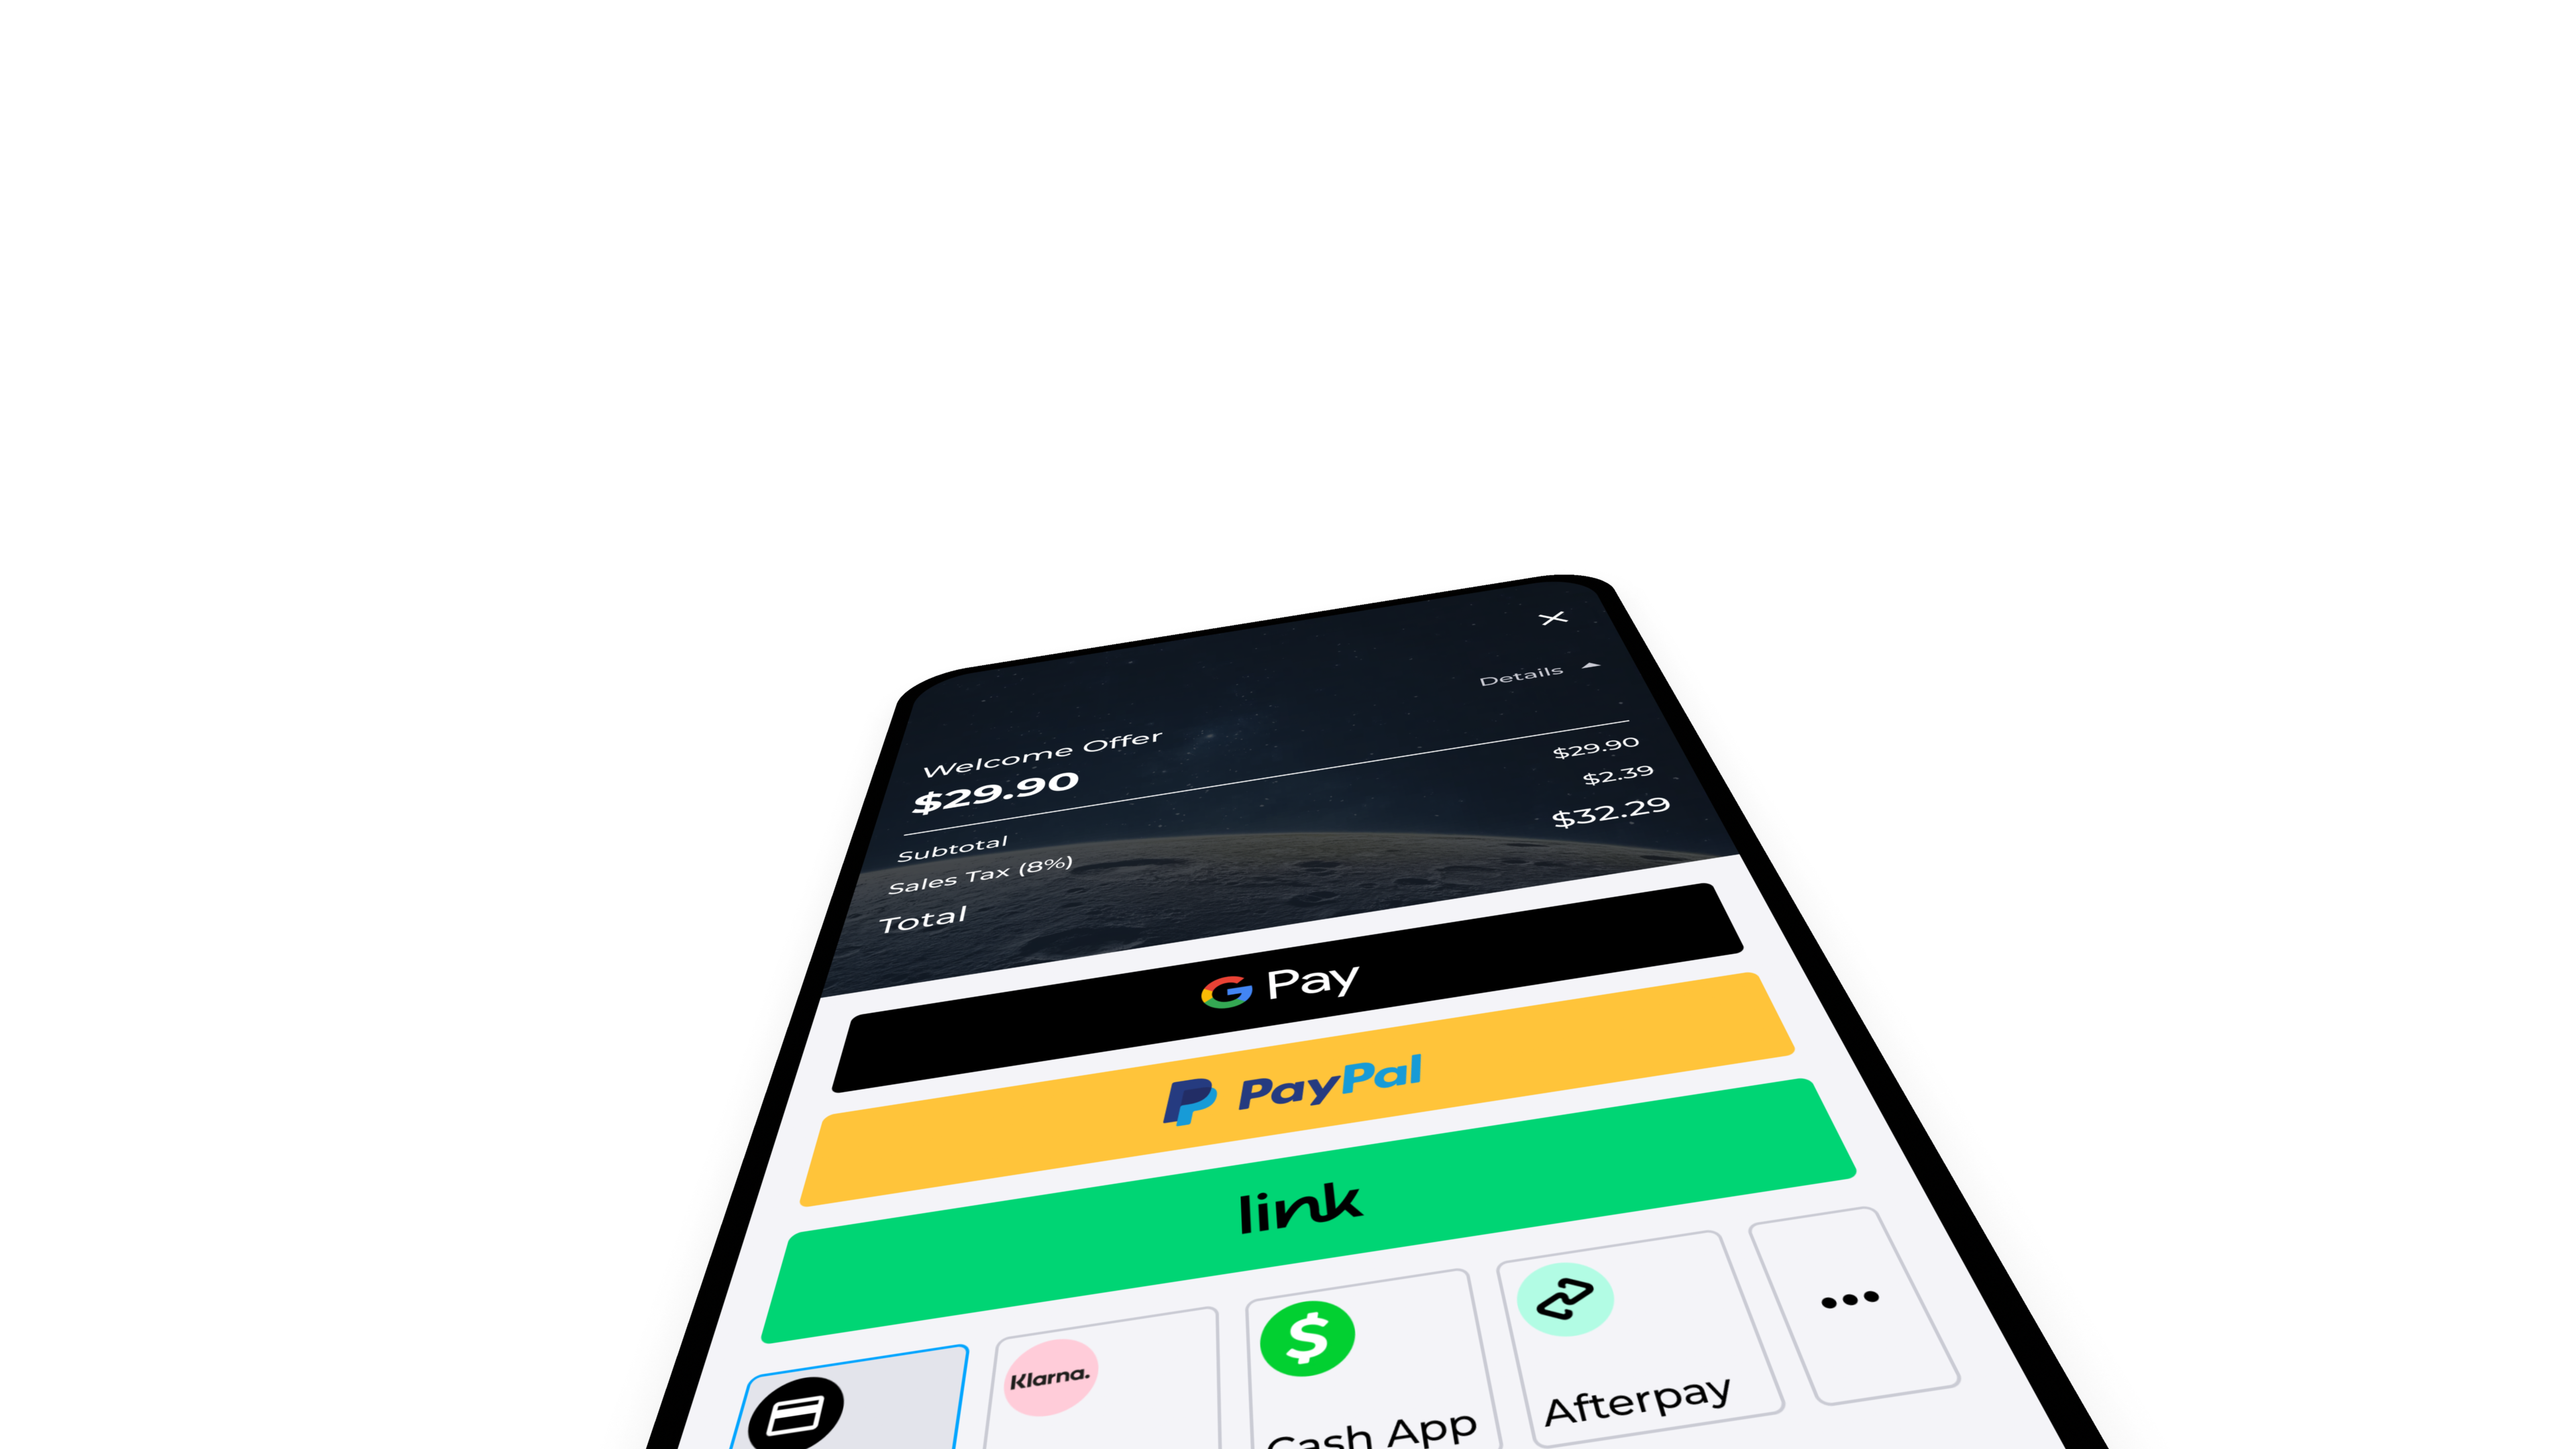 Details
Welcome Offer
$29.90
Subtotal $29.90
Sales Tax (8%) $2.39
Total $32.29
G Pay
PayPal
link
Klarna.
Cash App
Afterpay